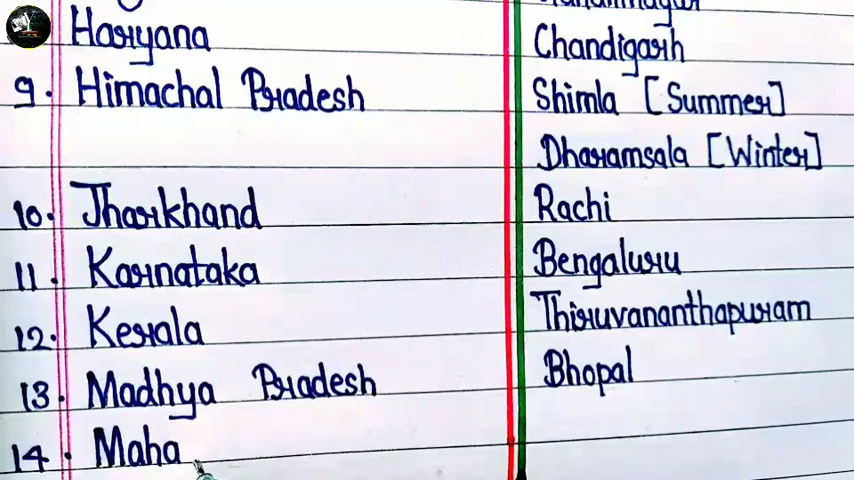 Haryana Chandigarh
9. Himachal Pradesh Shimla [Summer]
Dharamsala [Winter]
10. Jharkhand Rachi
11. Karnataka Bengaluru
12. Kerala Thiruvananthapuram
13. Madhya Pradesh Bhopal
14. Maha